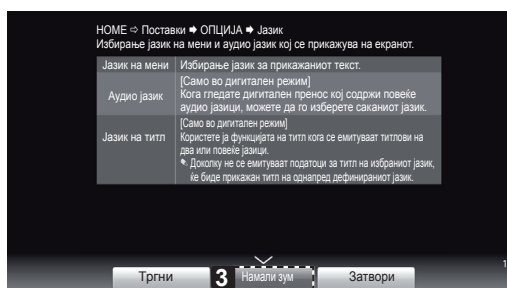 HOME ⇨ Поставки ➡ ОПЦИЈА ➡ Јазик
Избирање јазик на мени и аудио јазик кој се прикажува на екранот.
Јазик на мени Избирање јазик за прикажаниот текст.
Аудио јазик
[Само во дигитален режим]
Кога гледате дигитален пренос кој содржи повеќе
аудио јазици, можете да го изберете саканиот јазик.
Јазик на титл
[Само во дигитален режим]
Користете ја функцијата на титл кога се емитуваат титлови на
два или повеќе јазици.
Доколку не се емитуваат податоци за титл на избраниот јазик,
ќе биде прикажан титл на однапред дефинираниот јазик.
1
Тргни 3 Намали зум Затвори